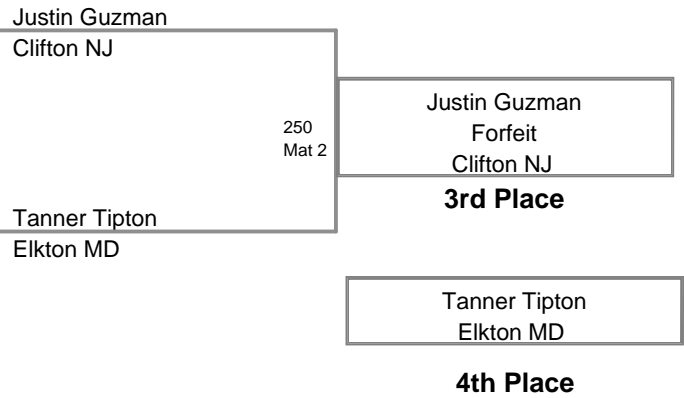 Justin Guzman
Clifton NJ
250
Mat 2
Justin Guzman
Forfeit
Clifton NJ
3rd Place
Tanner Tipton
Elkton MD
Tanner Tipton
Elkton MD
4th Place